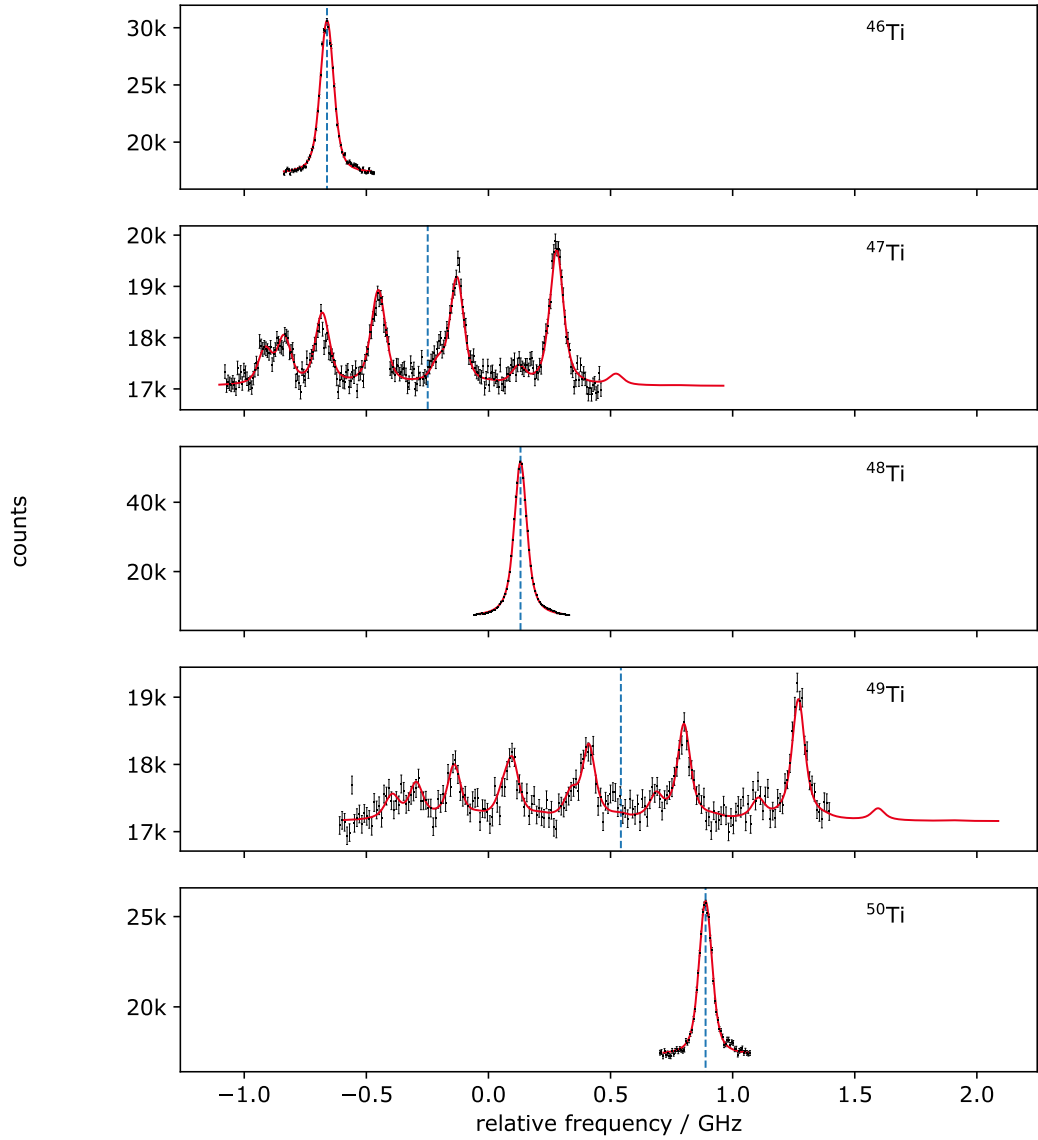 30k
25k
20k
⁴⁶Ti
20k
19k
18k
17k
⁴⁷Ti
counts
40k
20k
⁴⁸Ti
19k
18k
17k
⁴⁹Ti
25k
20k
⁵⁰Ti
−1.0 −0.5 0.0 0.5 1.0 1.5 2.0
relative frequency / GHz